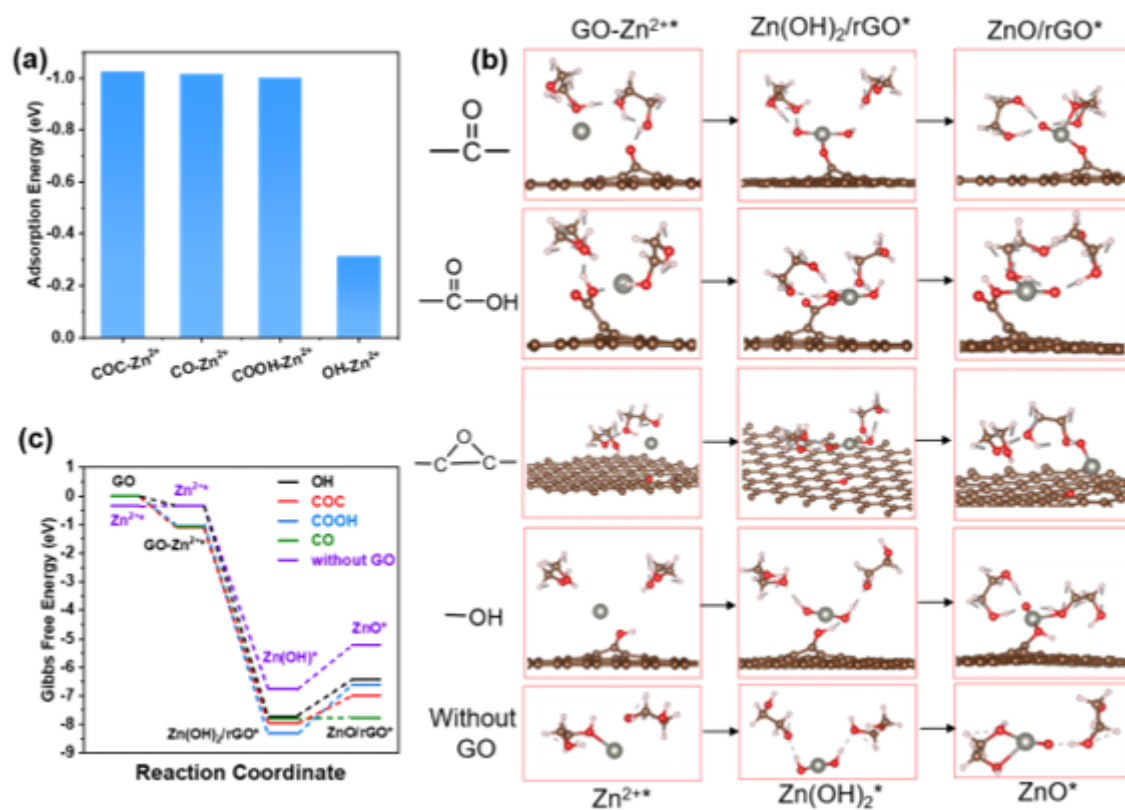 (a)
Adsorption Energy (eV)
-1.0
-0.8
-0.6
-0.4
-0.2
0.0
COC-Zn²⁺
CO-Zn²⁺
COOH-Zn²⁺
OH-Zn²⁺
(b)
GO-Zn²⁺*
Zn(OH)₂/rGO*
ZnO/rGO*
O
C
O
C
OH
O
C
C
OH
Without
GO
Zn²⁺*
Zn(OH)₂*
ZnO*
(c)
Gibbs Free Energy (eV)
1
0
-1
-2
-3
-4
-5
-6
-7
-8
-9
GO
Zn²⁺*
Zn²⁺*
GO-Zn²⁺*
OH
COC
COOH
CO
without GO
Zn(OH)*
ZnO*
Zn(OH)₂/rGO*
ZnO/rGO*
Reaction Coordinate